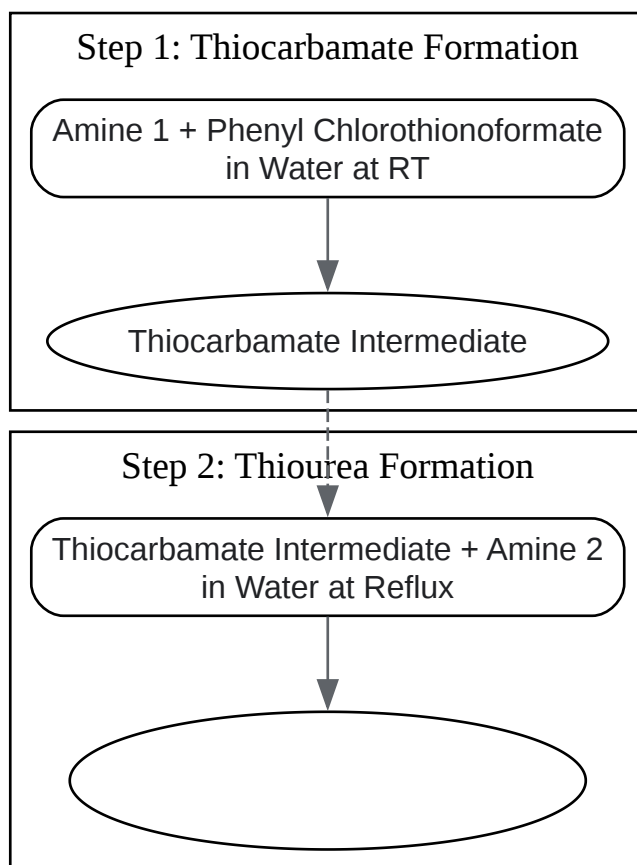 Step 1: Thiocarbamate Formation
Amine 1 + Phenyl Chlorothionoformate
in Water at RT
Thiocarbamate Intermediate
Step 2: Thiourea Formation
Thiocarbamate Intermediate + Amine 2
in Water at Reflux